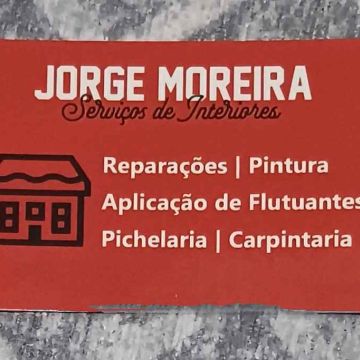 JORGE MOREIRA
Serviços de Interiores
Reparações | Pintura
Aplicação de Flutuantes
Pichelaria | Carpintaria